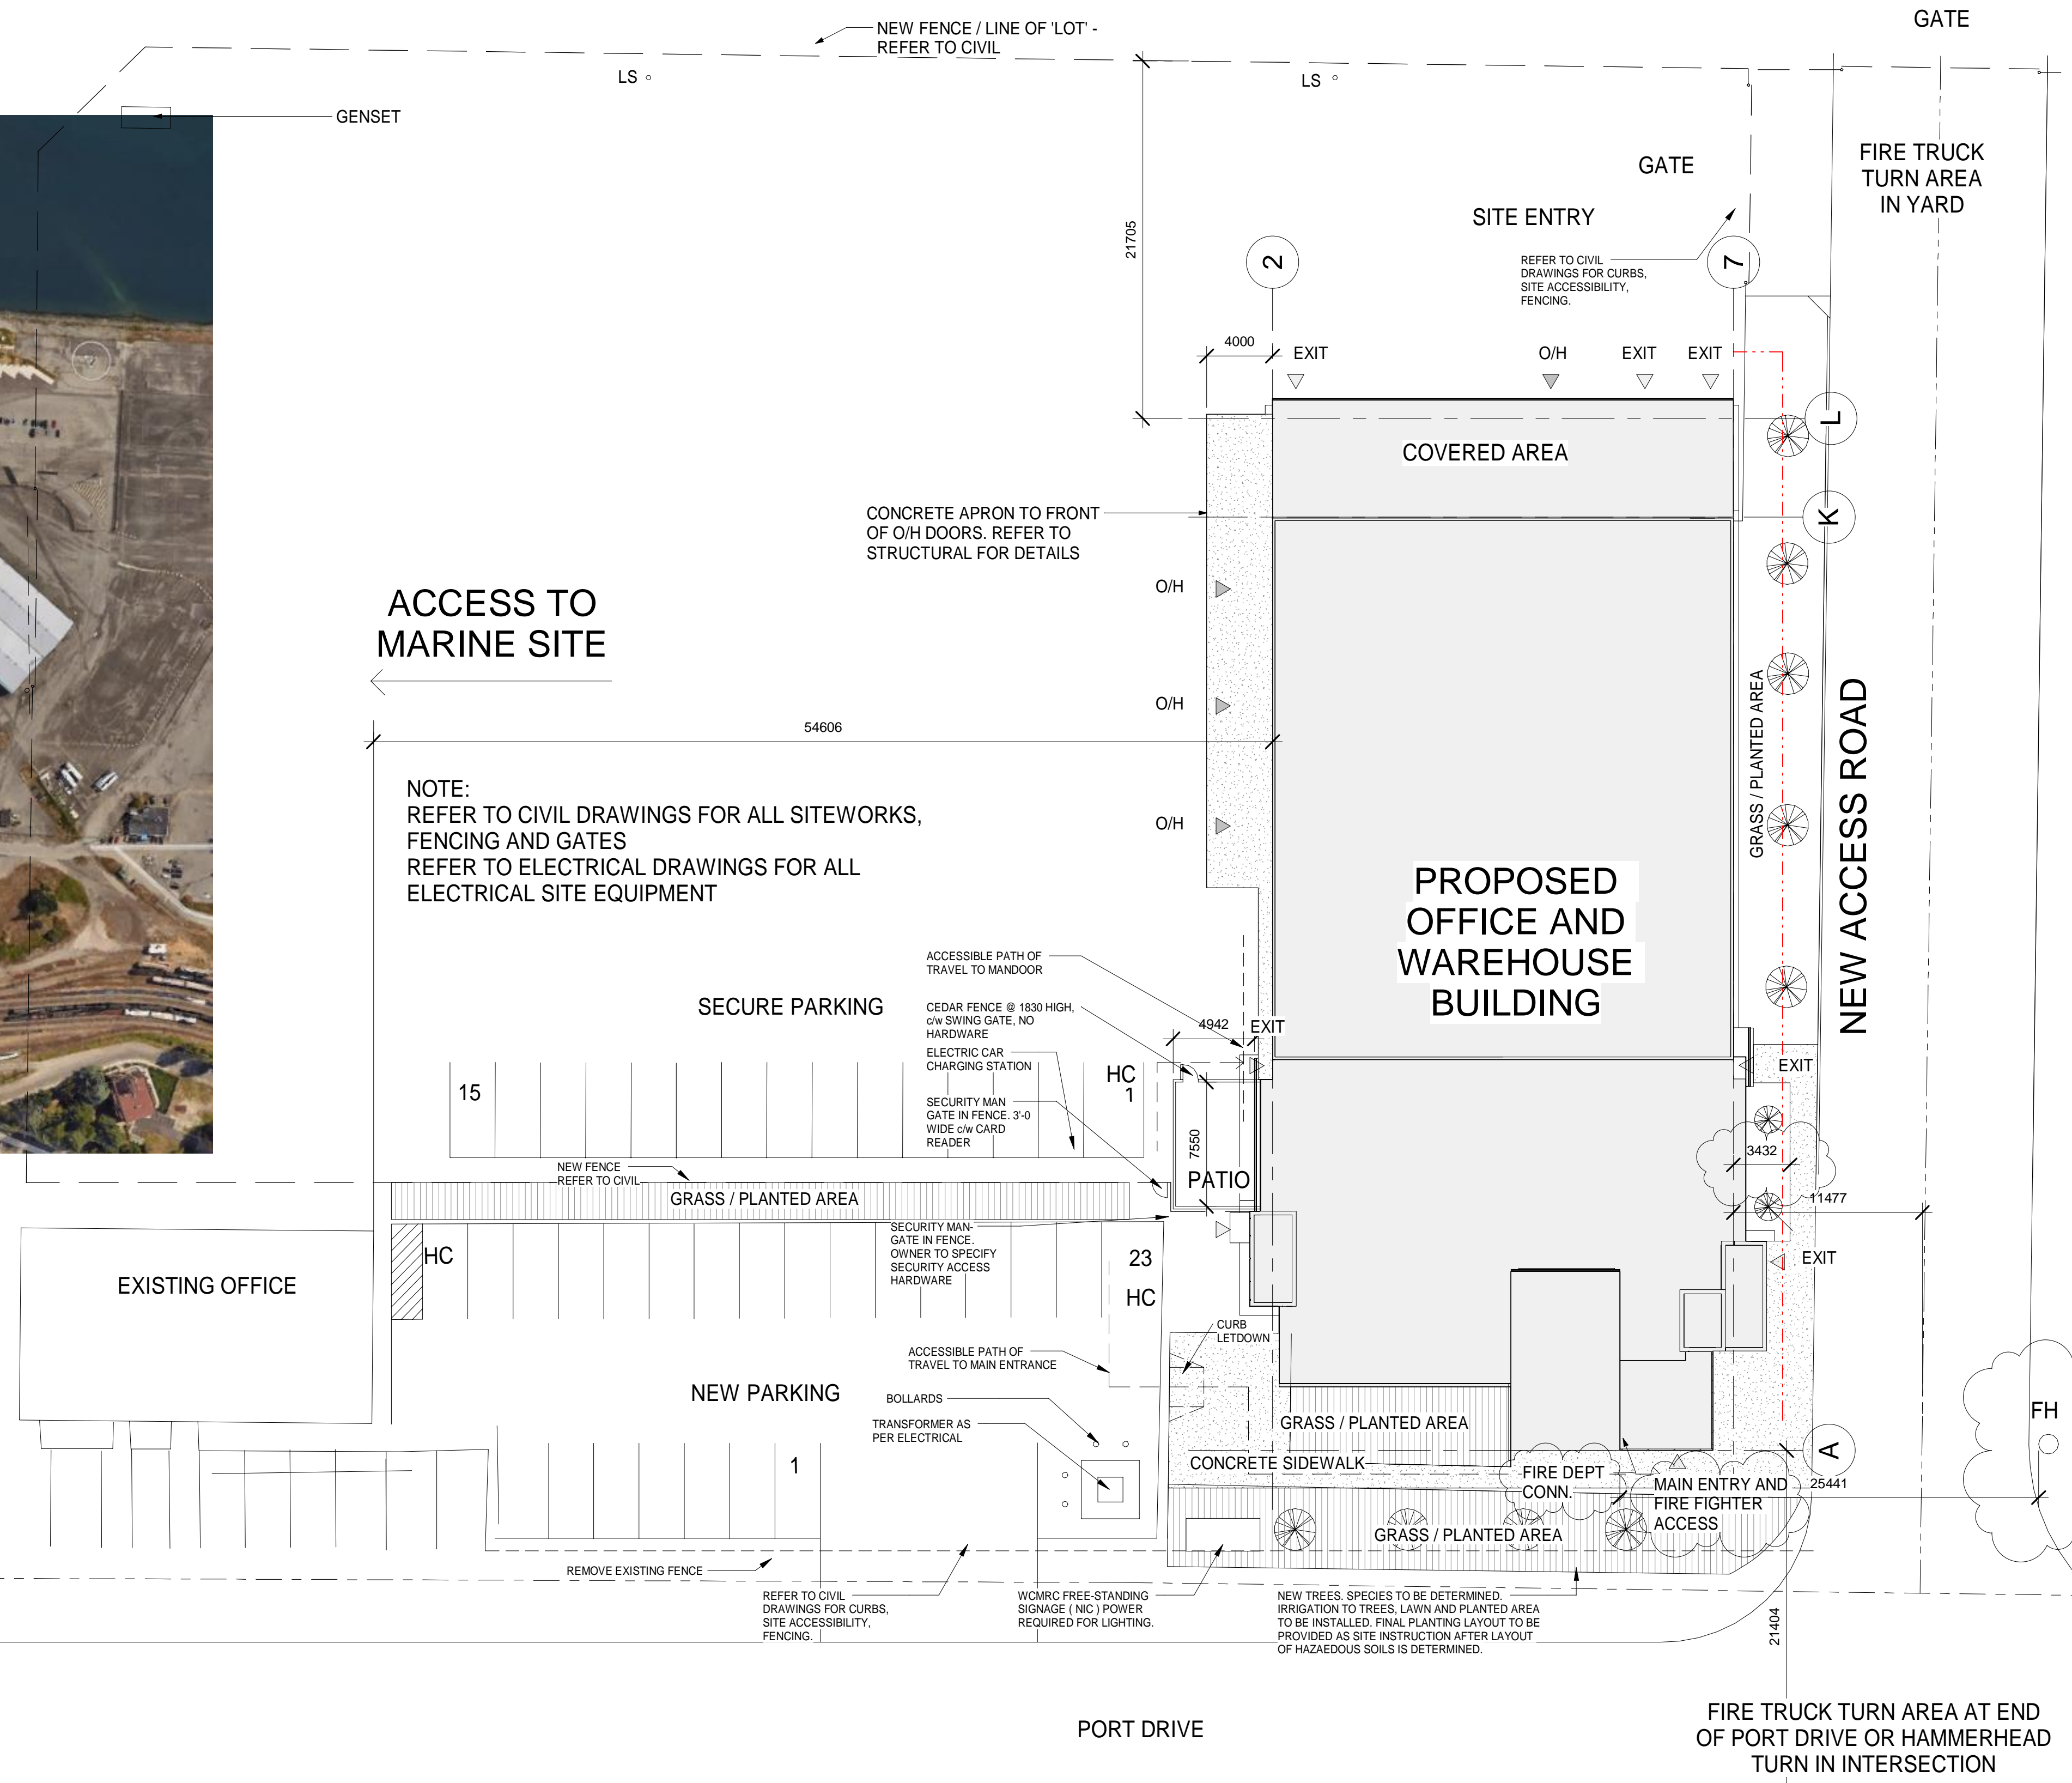 GATE
NEW FENCE / LINE OF 'LOT' -
REFER TO CIVIL
LS
LS
GENSET
FIRE TRUCK
TURN AREA
IN YARD
GATE
SITE ENTRY
21705
2
7
REFER TO CIVIL
DRAWINGS FOR CURBS,
SITE ACCESSIBILITY,
FENCING.
4000
EXIT
O/H
EXIT
EXIT
L
COVERED AREA
K
CONCRETE APRON TO FRONT
OF O/H DOORS. REFER TO
STRUCTURAL FOR DETAILS
O/H
ACCESS TO
MARINE SITE
O/H
GRASS / PLANTED AREA
NEW ACCESS ROAD
54606
NOTE:
REFER TO CIVIL DRAWINGS FOR ALL SITEWORKS,
FENCING AND GATES
REFER TO ELECTRICAL DRAWINGS FOR ALL
ELECTRICAL SITE EQUIPMENT
O/H
PROPOSED
OFFICE AND
WAREHOUSE
BUILDING
ACCESSIBLE PATH OF
TRAVEL TO MANDOOR
SECURE PARKING
CEDAR FENCE @ 1830 HIGH,
c/w SWING GATE, NO
HARDWARE
4942
EXIT
ELECTRIC CAR
CHARGING STATION
EXIT
15
HC
1
SECURITY MAN
GATE IN FENCE. 3'-0
WIDE c/w CARD
READER
7550
3432
PATIO
NEW FENCE
REFER TO CIVIL
GRASS / PLANTED AREA
11477
SECURITY MAN-
GATE IN FENCE.
OWNER TO SPECIFY
SECURITY ACCESS
HARDWARE
HC
23
HC
EXIT
EXISTING OFFICE
CURB
LETDOWN
ACCESSIBLE PATH OF
TRAVEL TO MAIN ENTRANCE
NEW PARKING
BOLLARDS
TRANSFORMER AS
PER ELECTRICAL
GRASS / PLANTED AREA
FH
A
CONCRETE SIDEWALK
1
FIRE DEPT
CONN.
MAIN ENTRY AND
FIRE FIGHTER
ACCESS
25441
GRASS / PLANTED AREA
REMOVE EXISTING FENCE
REFER TO CIVIL
DRAWINGS FOR CURBS,
SITE ACCESSIBILITY,
FENCING.
WCMRC FREE-STANDING
SIGNAGE ( NIC ) POWER
REQUIRED FOR LIGHTING.
NEW TREES. SPECIES TO BE DETERMINED.
IRRIGATION TO TREES, LAWN AND PLANTED AREA
TO BE INSTALLED. FINAL PLANTING LAYOUT TO BE
PROVIDED AS SITE INSTRUCTION AFTER LAYOUT
OF HAZAEDOUS SOILS IS DETERMINED.
21404
PORT DRIVE
FIRE TRUCK TURN AREA AT END
OF PORT DRIVE OR HAMMERHEAD
TURN IN INTERSECTION